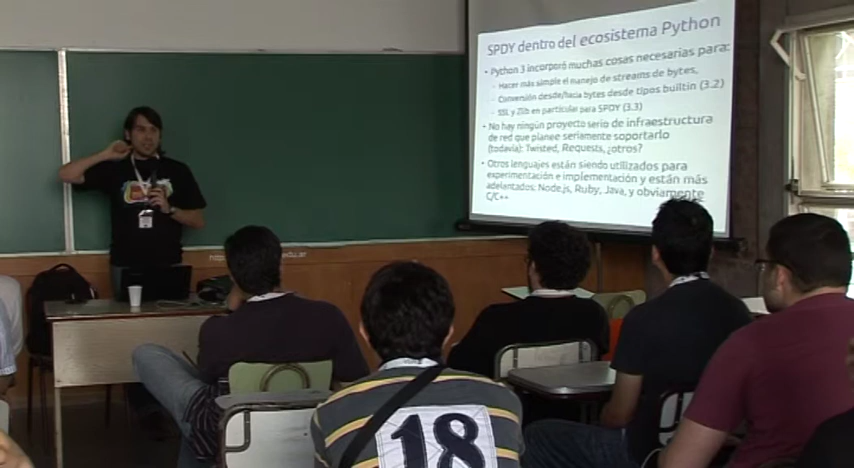 SPDY dentro del ecosistema Python
• Python 3 incorporó muchas cosas necesarias para:
– Hacer más simple el manejo de streams de bytes,
– Conversión desde/hacia bytes desde tipos builtin (3.2)
– SSL y Zlib en particular para SPDY (3.3)
• No hay ningún proyecto serio de infraestructura
de red que planee seriamente soportarlo
(todavía): Twisted, Requests, ¿otros?
• Otros lenguajes están siendo utilizados para
experimentación e implementación y están más
adelantados: Node.js, Ruby, Java, y obviamente
C/C++
18